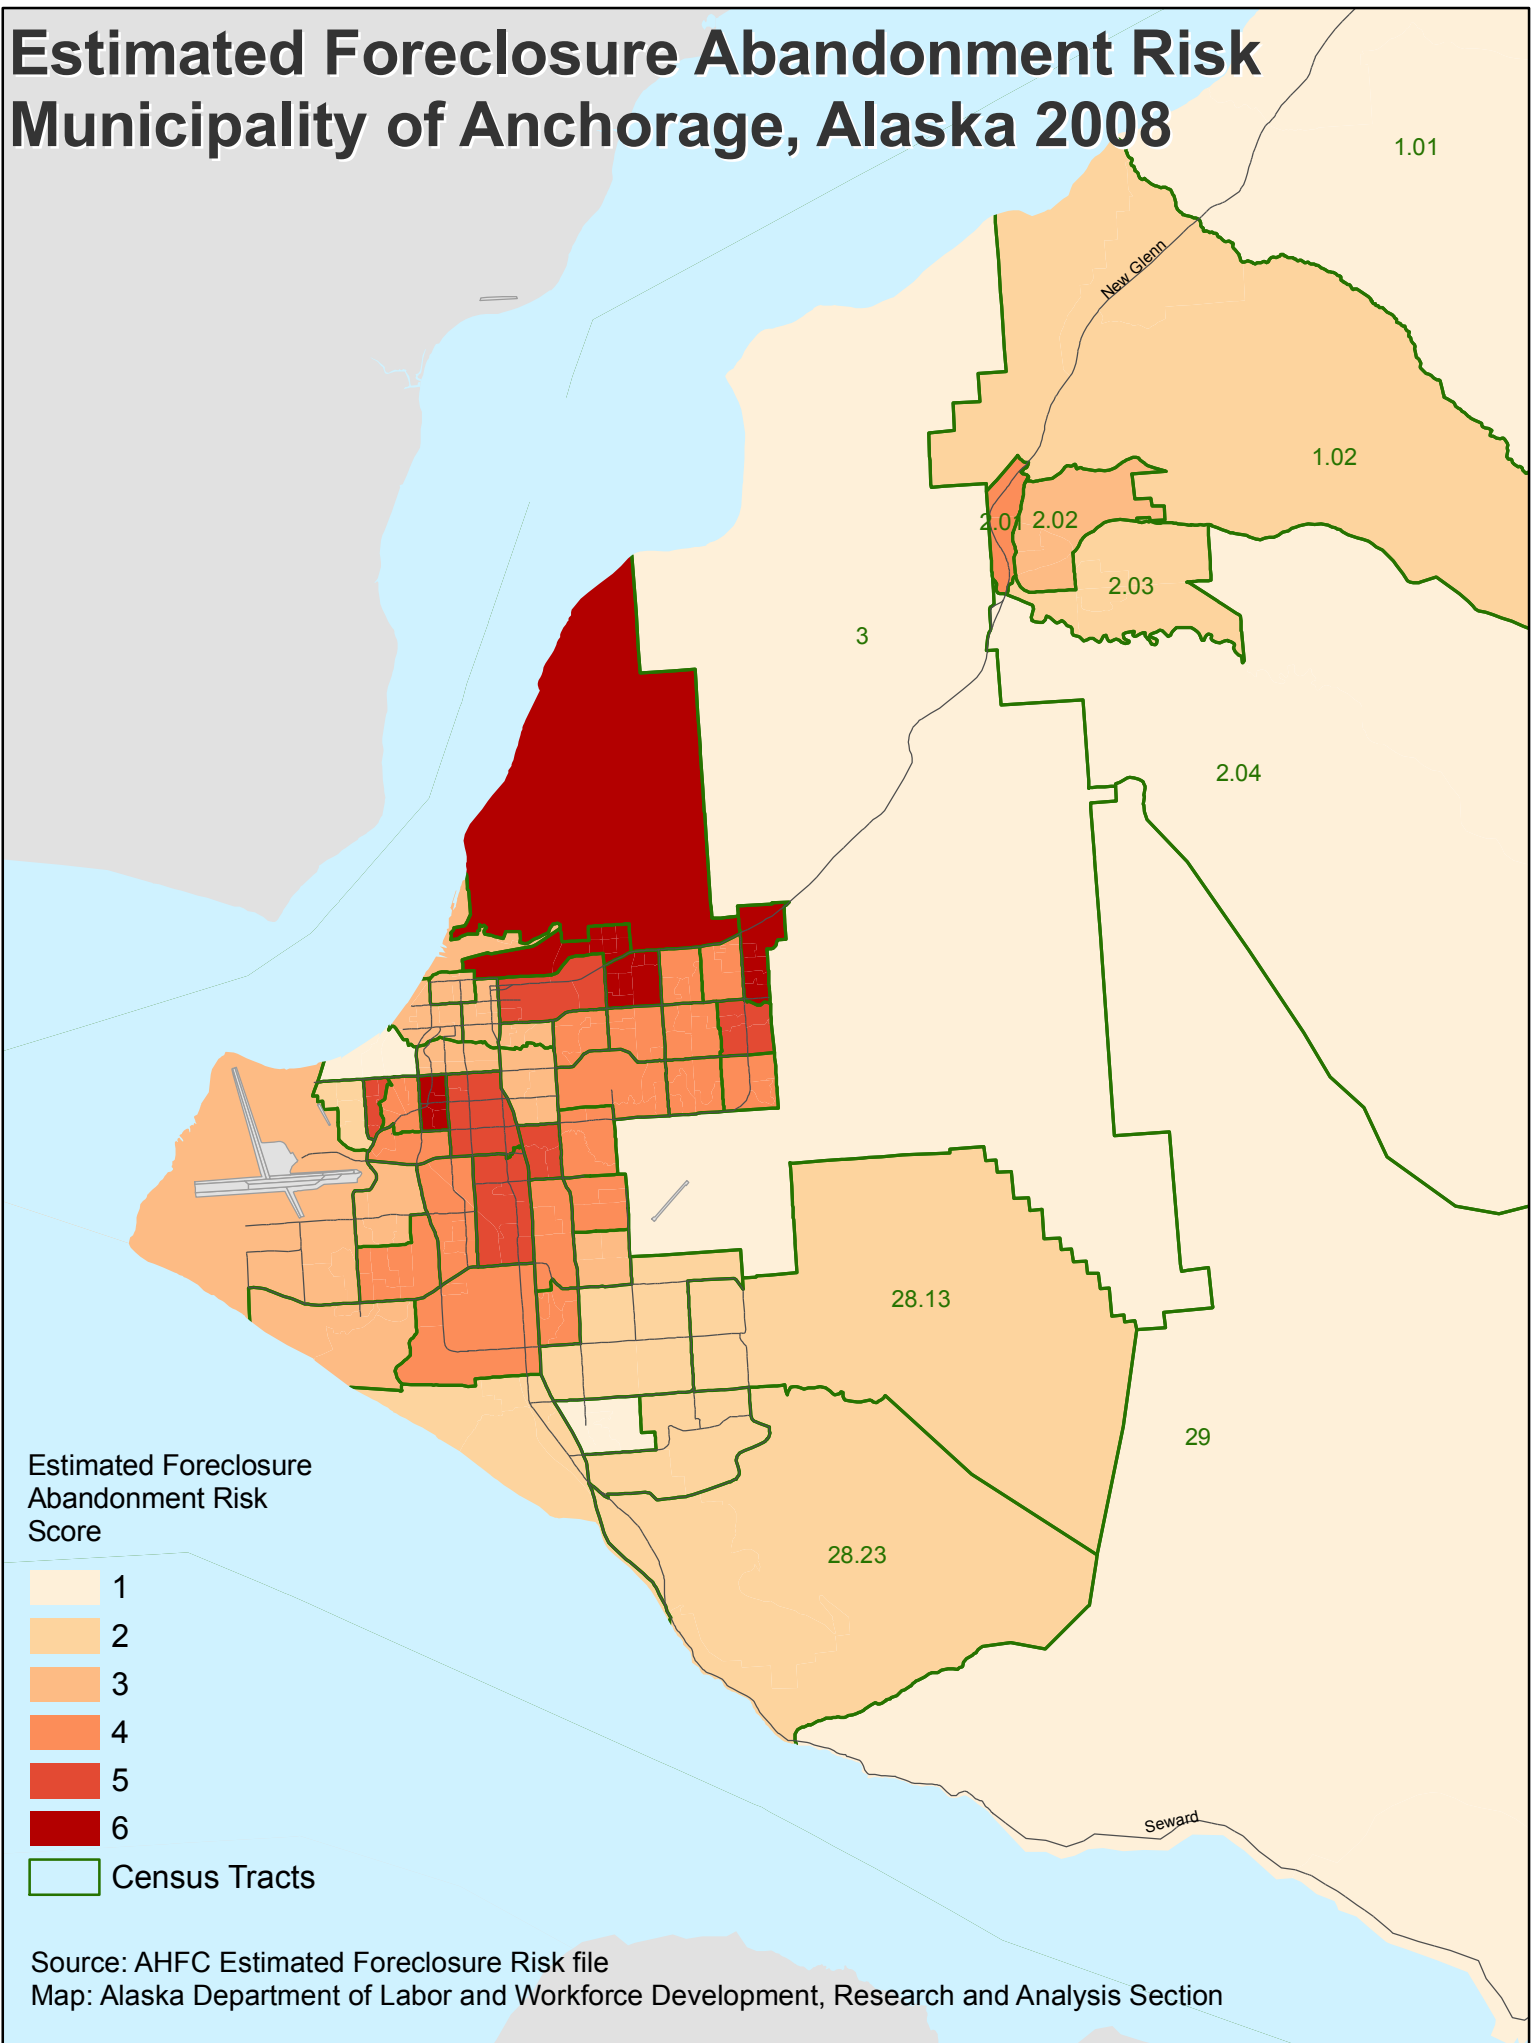 Estimated Foreclosure Abandonment Risk
Municipality of Anchorage, Alaska 2008
1.01
New Glenn
1.02
2.01
2.02
2.03
3
2.04
28.13
29
28.23
Estimated Foreclosure
Abandonment Risk
Score
1
2
3
4
5
6
Census Tracts
Seward
Source: AHFC Estimated Foreclosure Risk file
Map: Alaska Department of Labor and Workforce Development, Research and Analysis Section